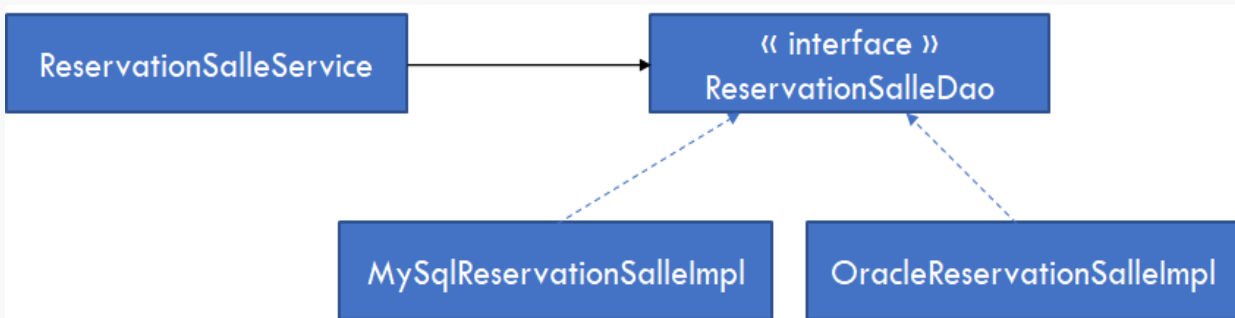 ReservationSalleService
« interface »
ReservationSalleDao
MySqlReservationSalleImpl
OracleReservationSalleImpl